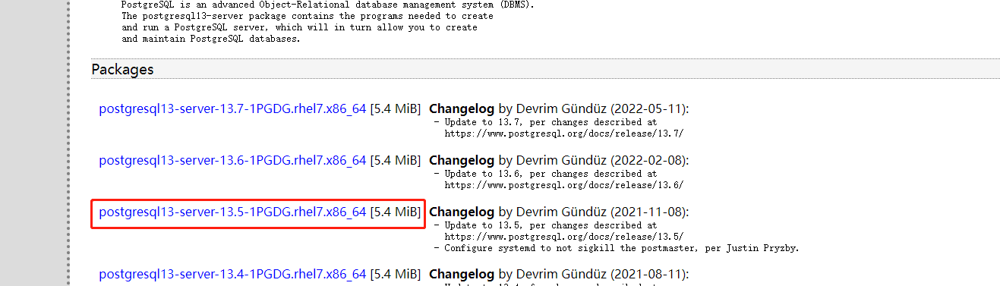 PostgreSQL is an advanced Object-Relational database management system (DBMS).
The postgresql13-server package contains the programs needed to create
and run a PostgreSQL server, which will in turn allow you to create
and maintain PostgreSQL databases.
Packages
postgresql13-server-13.7-1PGDG.rhel7.x86_64 [5.4 MiB] Changelog by Devrim Gündüz (2022-05-11):
- Update to 13.7, per changes described at
https://www.postgresql.org/docs/release/13.7/
postgresql13-server-13.6-1PGDG.rhel7.x86_64 [5.4 MiB] Changelog by Devrim Gündüz (2022-02-08):
- Update to 13.6, per changes described at
https://www.postgresql.org/docs/release/13.6/
postgresql13-server-13.5-1PGDG.rhel7.x86_64 [5.4 MiB] Changelog by Devrim Gündüz (2021-11-08):
- Update to 13.5, per changes described at
https://www.postgresql.org/docs/release/13.5/
- Configure systemd to not sigkill the postmaster, per Justin Pryzby.
postgresql13-server-13.4-1PGDG.rhel7.x86_64 [5.4 MiB] Changelog by Devrim Gündüz (2021-08-11):